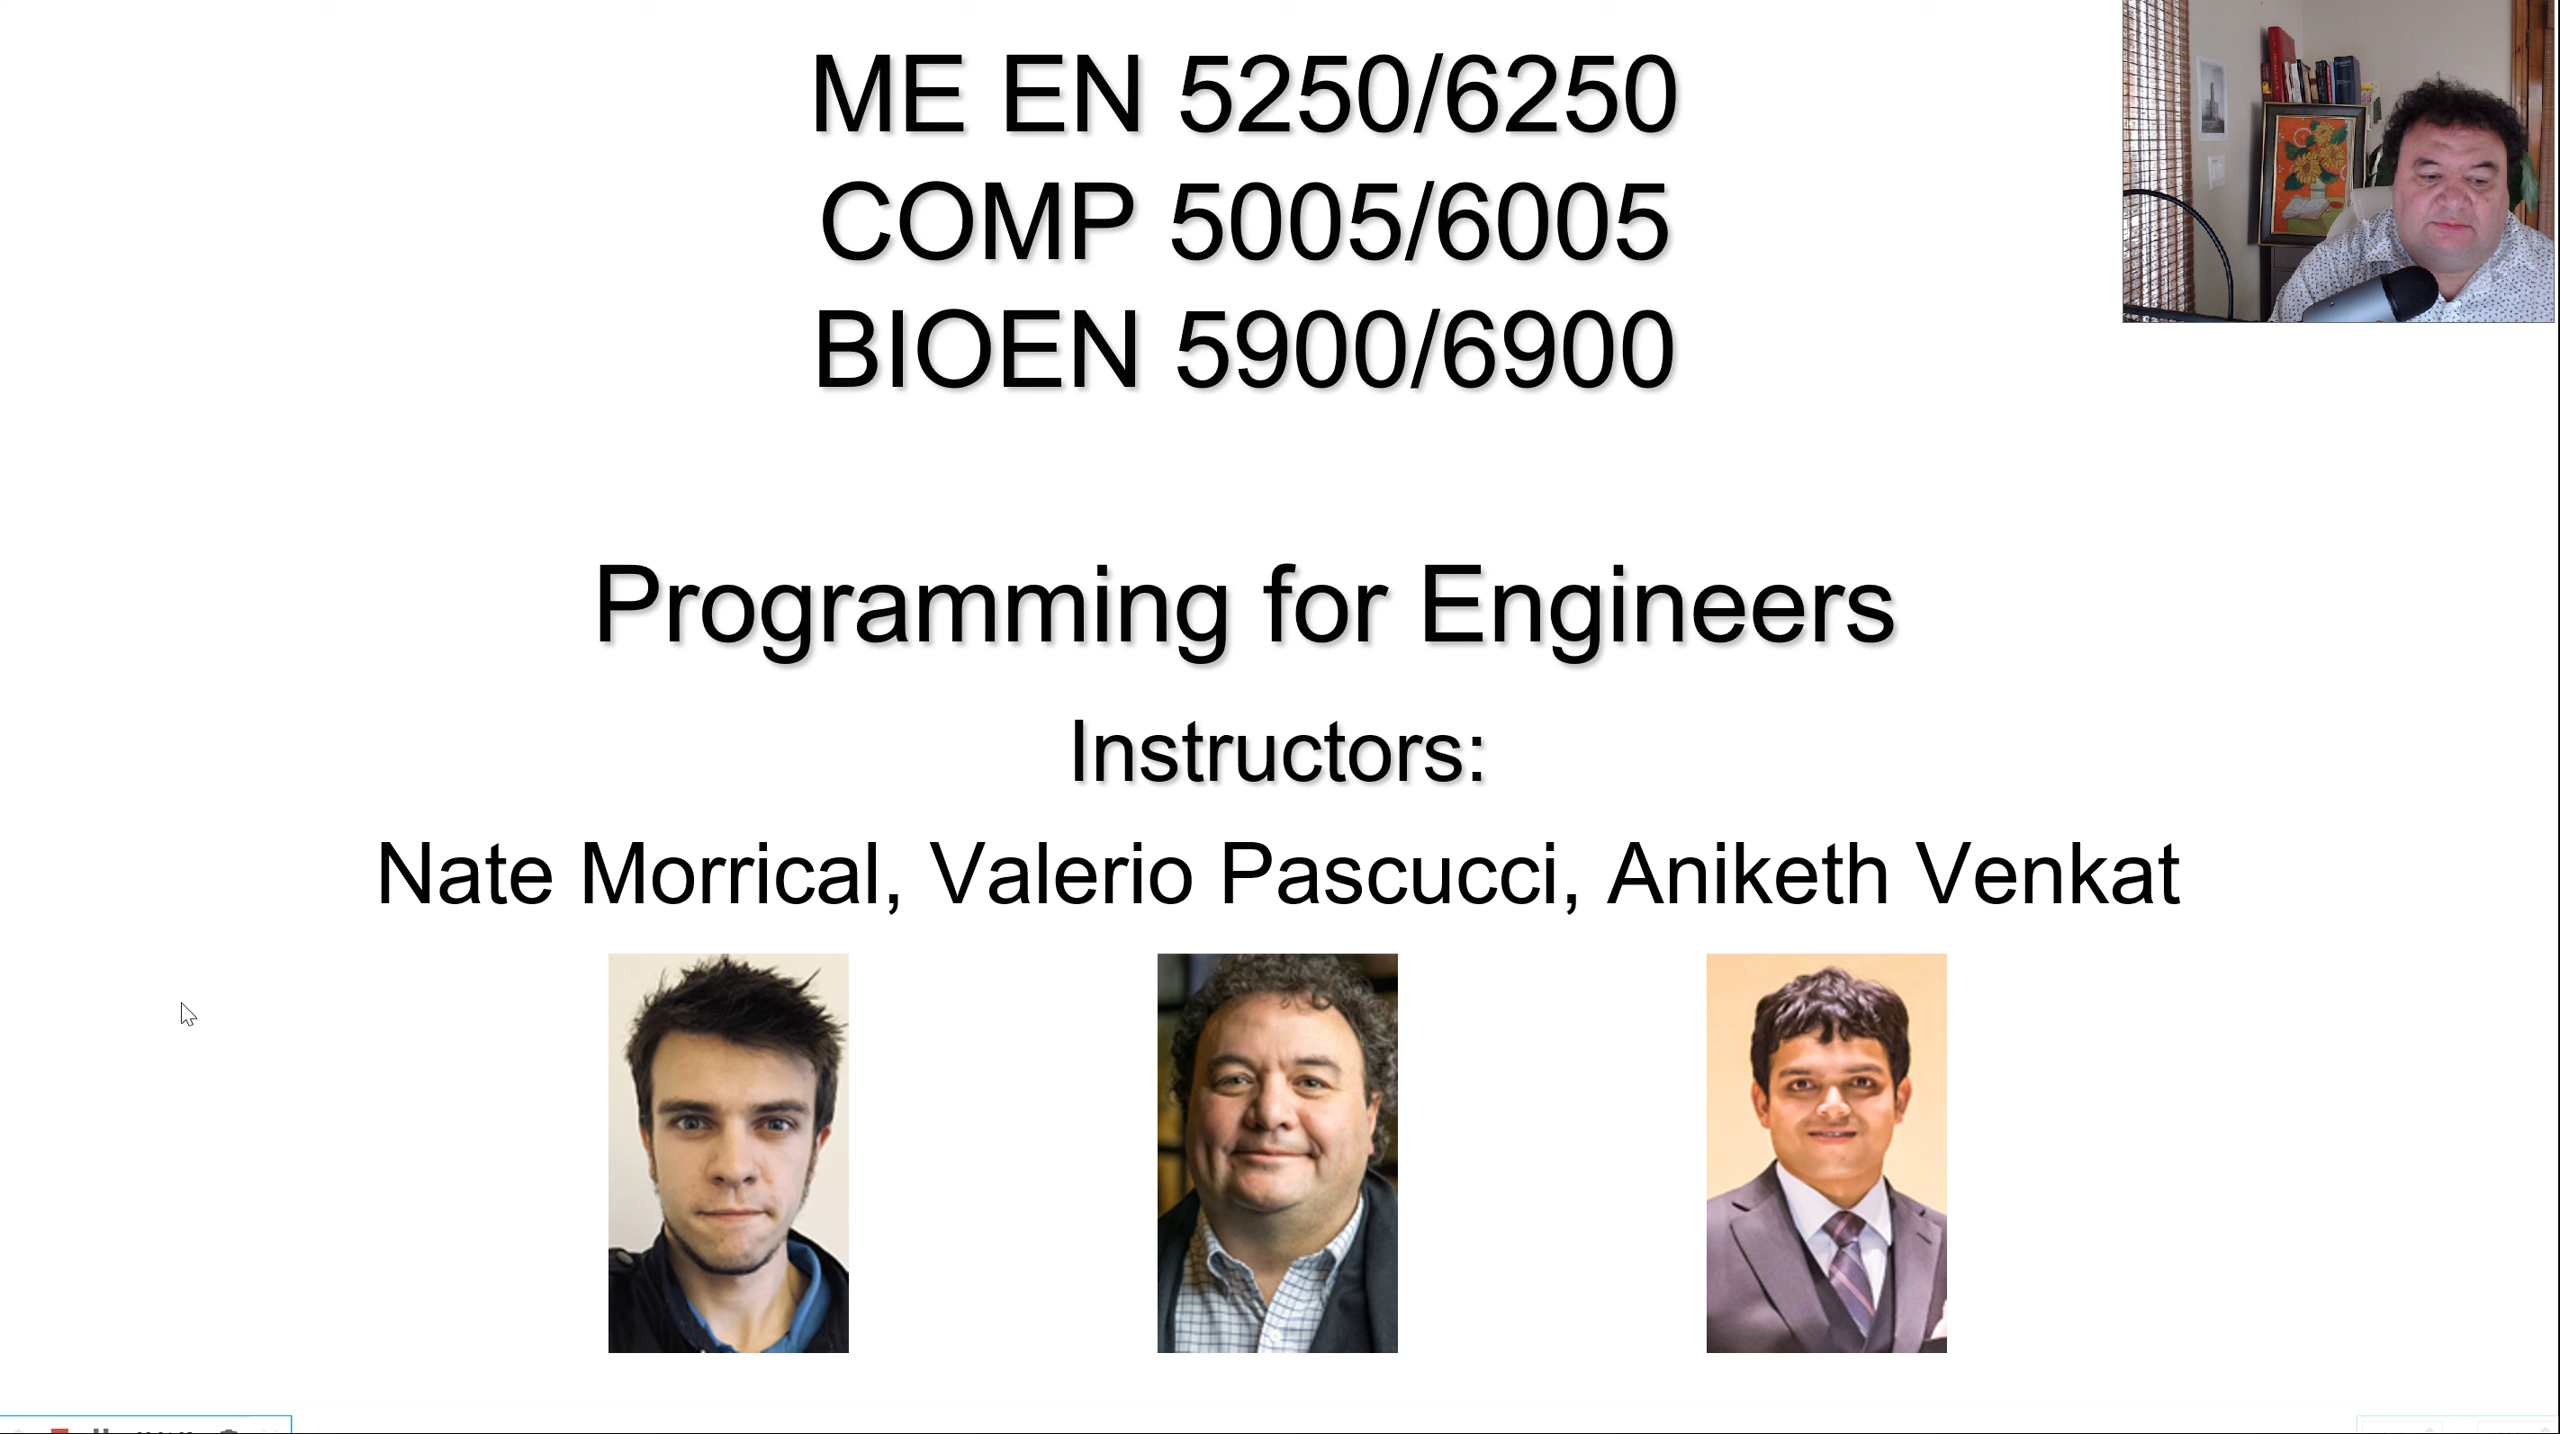 ME EN 5250/6250
COMP 5005/6005
BIOEN 5900/6900
Programming for Engineers
Instructors:
Nate Morrical, Valerio Pascucci, Aniketh Venkat